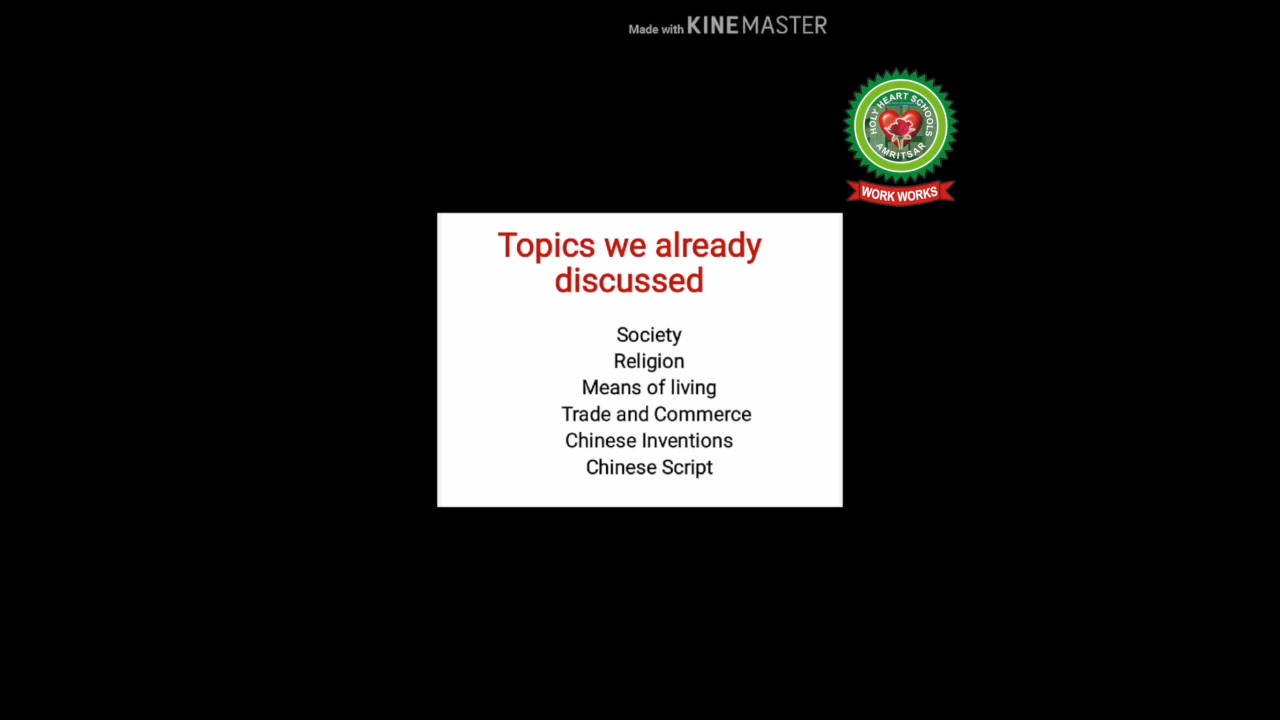 Made with KINEMASTER
HOLY HEART SCHOOLS
AMRITSAR
WORK WORKS
Topics we already
discussed
Society
Religion
Means of living
Trade and Commerce
Chinese Inventions
Chinese Script